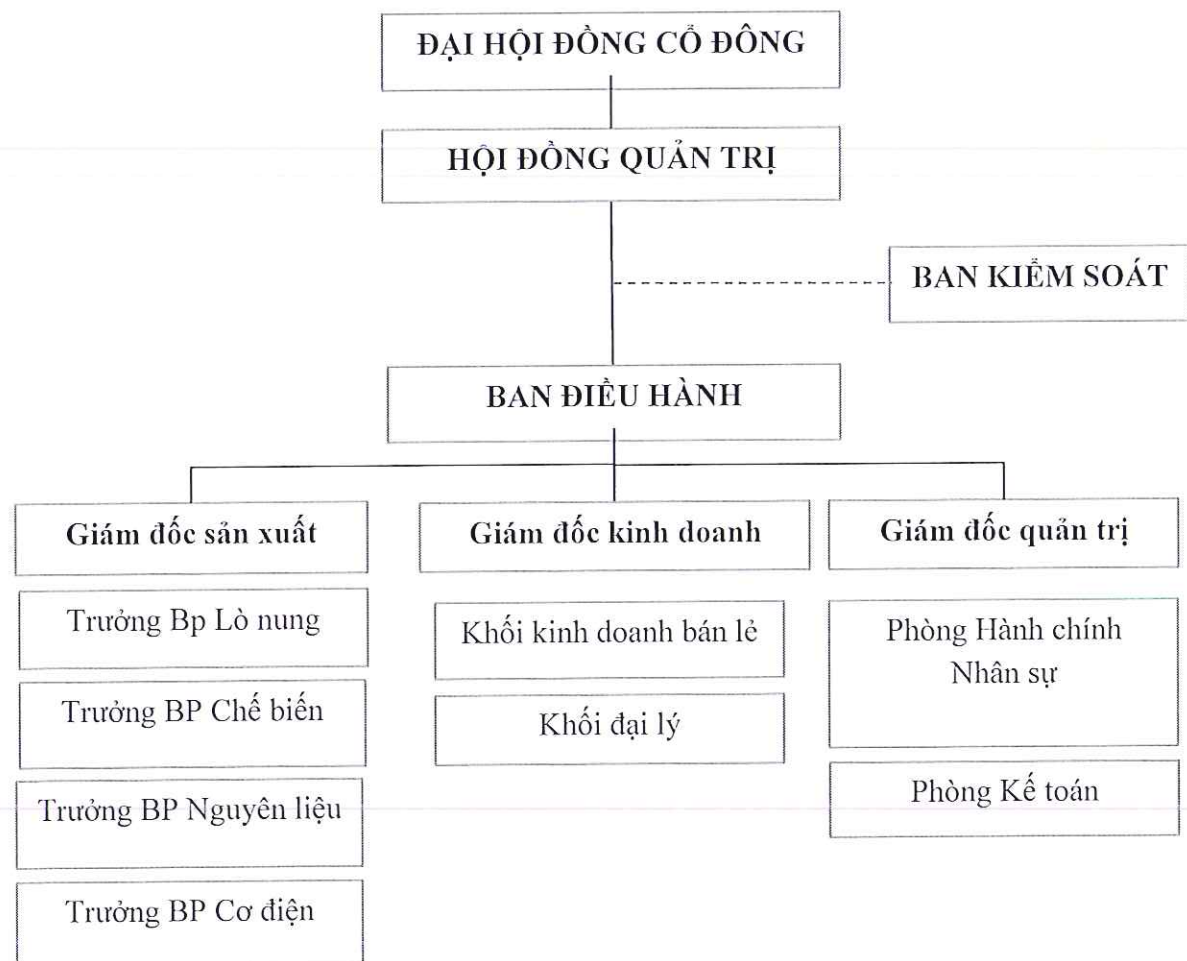 ĐẠI HỘI ĐỒNG CỔ ĐÔNG
HỘI ĐỒNG QUẢN TRỊ
BAN KIỂM SOÁT
BAN ĐIỀU HÀNH
Giám đốc sản xuất
Giám đốc kinh doanh
Giám đốc quản trị
Trưởng Bp Lò nung
Trưởng BP Chế biến
Trưởng BP Nguyên liệu
Trưởng BP Cơ điện
Khối kinh doanh bán lẻ
Khối đại lý
Phòng Hành chính
Nhân sự
Phòng Kế toán